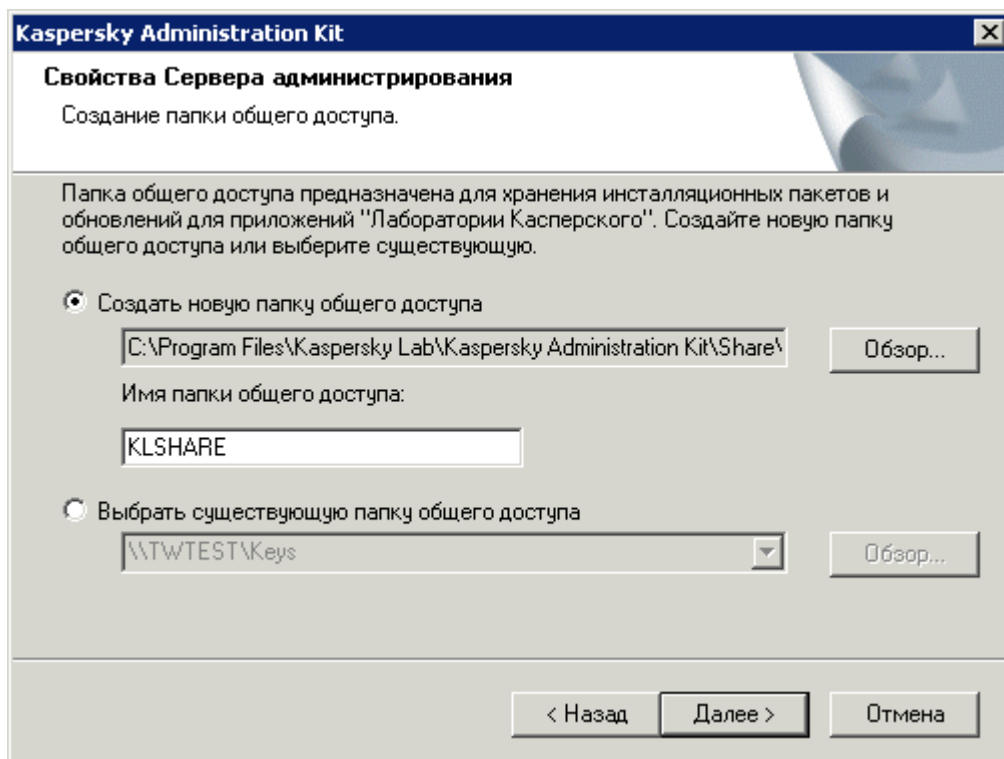 Kaspersky Administration Kit
Свойства Сервера администрирования
Создание папки общего доступа.
Папка общего доступа предназначена для хранения инсталляционных пакетов и
обновлений для приложений "Лаборатории Касперского". Создайте новую папку
общего доступа или выберите существующую.
Создать новую папку общего доступа
C:\Program Files\Kaspersky Lab\Kaspersky Administration Kit\Share\
Обзор...
Имя папки общего доступа:
KLSHARE
Выбрать существующую папку общего доступа
\\TWTEST\Keys
Обзор...
< Назад
Далее >
Отмена